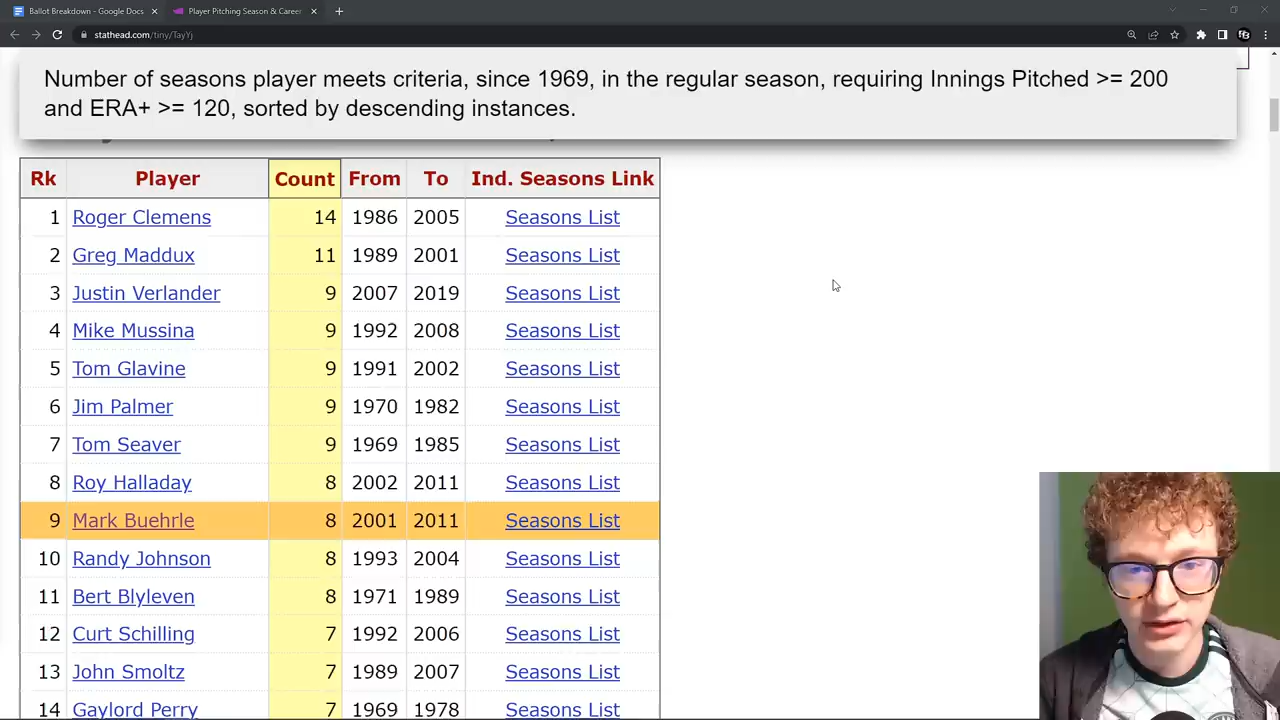 Ballot Breakdown - Google Docs
Player Pitching Season & Career
stathead.com/tiny/TayYj
Number of seasons player meets criteria, since 1969, in the regular season, requiring Innings Pitched >= 200
and ERA+ >= 120, sorted by descending instances.
Rk Player Count From To Ind. Seasons Link
1 Roger Clemens 14 1986 2005 Seasons List
2 Greg Maddux 11 1989 2001 Seasons List
3 Justin Verlander 9 2007 2019 Seasons List
4 Mike Mussina 9 1992 2008 Seasons List
5 Tom Glavine 9 1991 2002 Seasons List
6 Jim Palmer 9 1970 1982 Seasons List
7 Tom Seaver 9 1969 1985 Seasons List
8 Roy Halladay 8 2002 2011 Seasons List
9 Mark Buehrle 8 2001 2011 Seasons List
10 Randy Johnson 8 1993 2004 Seasons List
11 Bert Blyleven 8 1971 1989 Seasons List
12 Curt Schilling 7 1992 2006 Seasons List
13 John Smoltz 7 1989 2007 Seasons List
14 Gaylord Perry 7 1969 1978 Seasons List